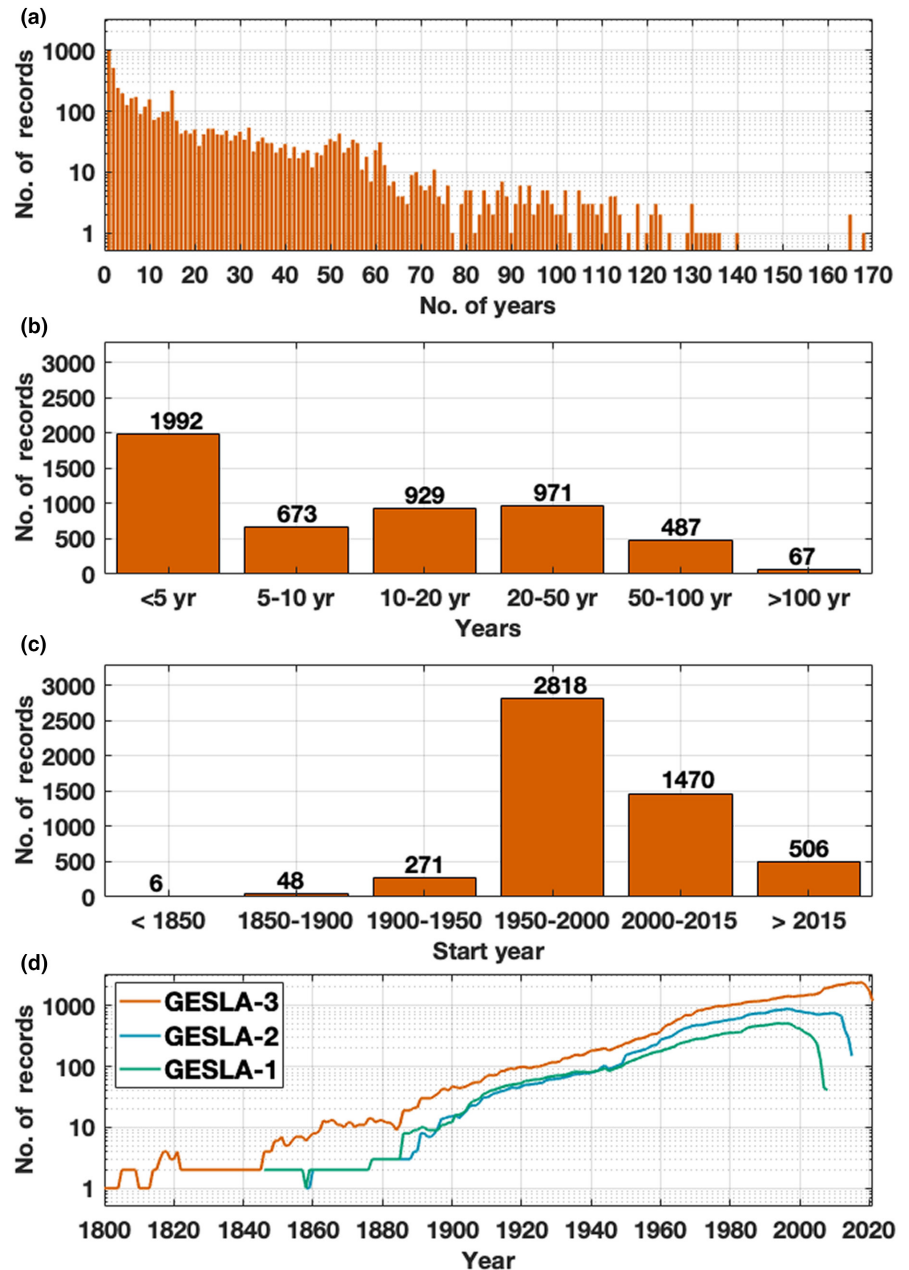 (a)
No. of records
1000
100
10
1
0 10 20 30 40 50 60 70 80 90 100 110 120 130 140 150 160 170
No. of years
(b)
No. of records
3000
2500
2000
1500
1000
500
0
1992
673
929
971
487
67
<5 yr 5-10 yr 10-20 yr 20-50 yr 50-100 yr >100 yr
Years
(c)
No. of records
3000
2500
2000
1500
1000
500
0
6
48
271
2818
1470
506
< 1850 1850-1900 1900-1950 1950-2000 2000-2015 > 2015
Start year
(d)
No. of records
1000
100
10
1
GESLA-3
GESLA-2
GESLA-1
1800 1820 1840 1860 1880 1900 1920 1940 1960 1980 2000 2020
Year